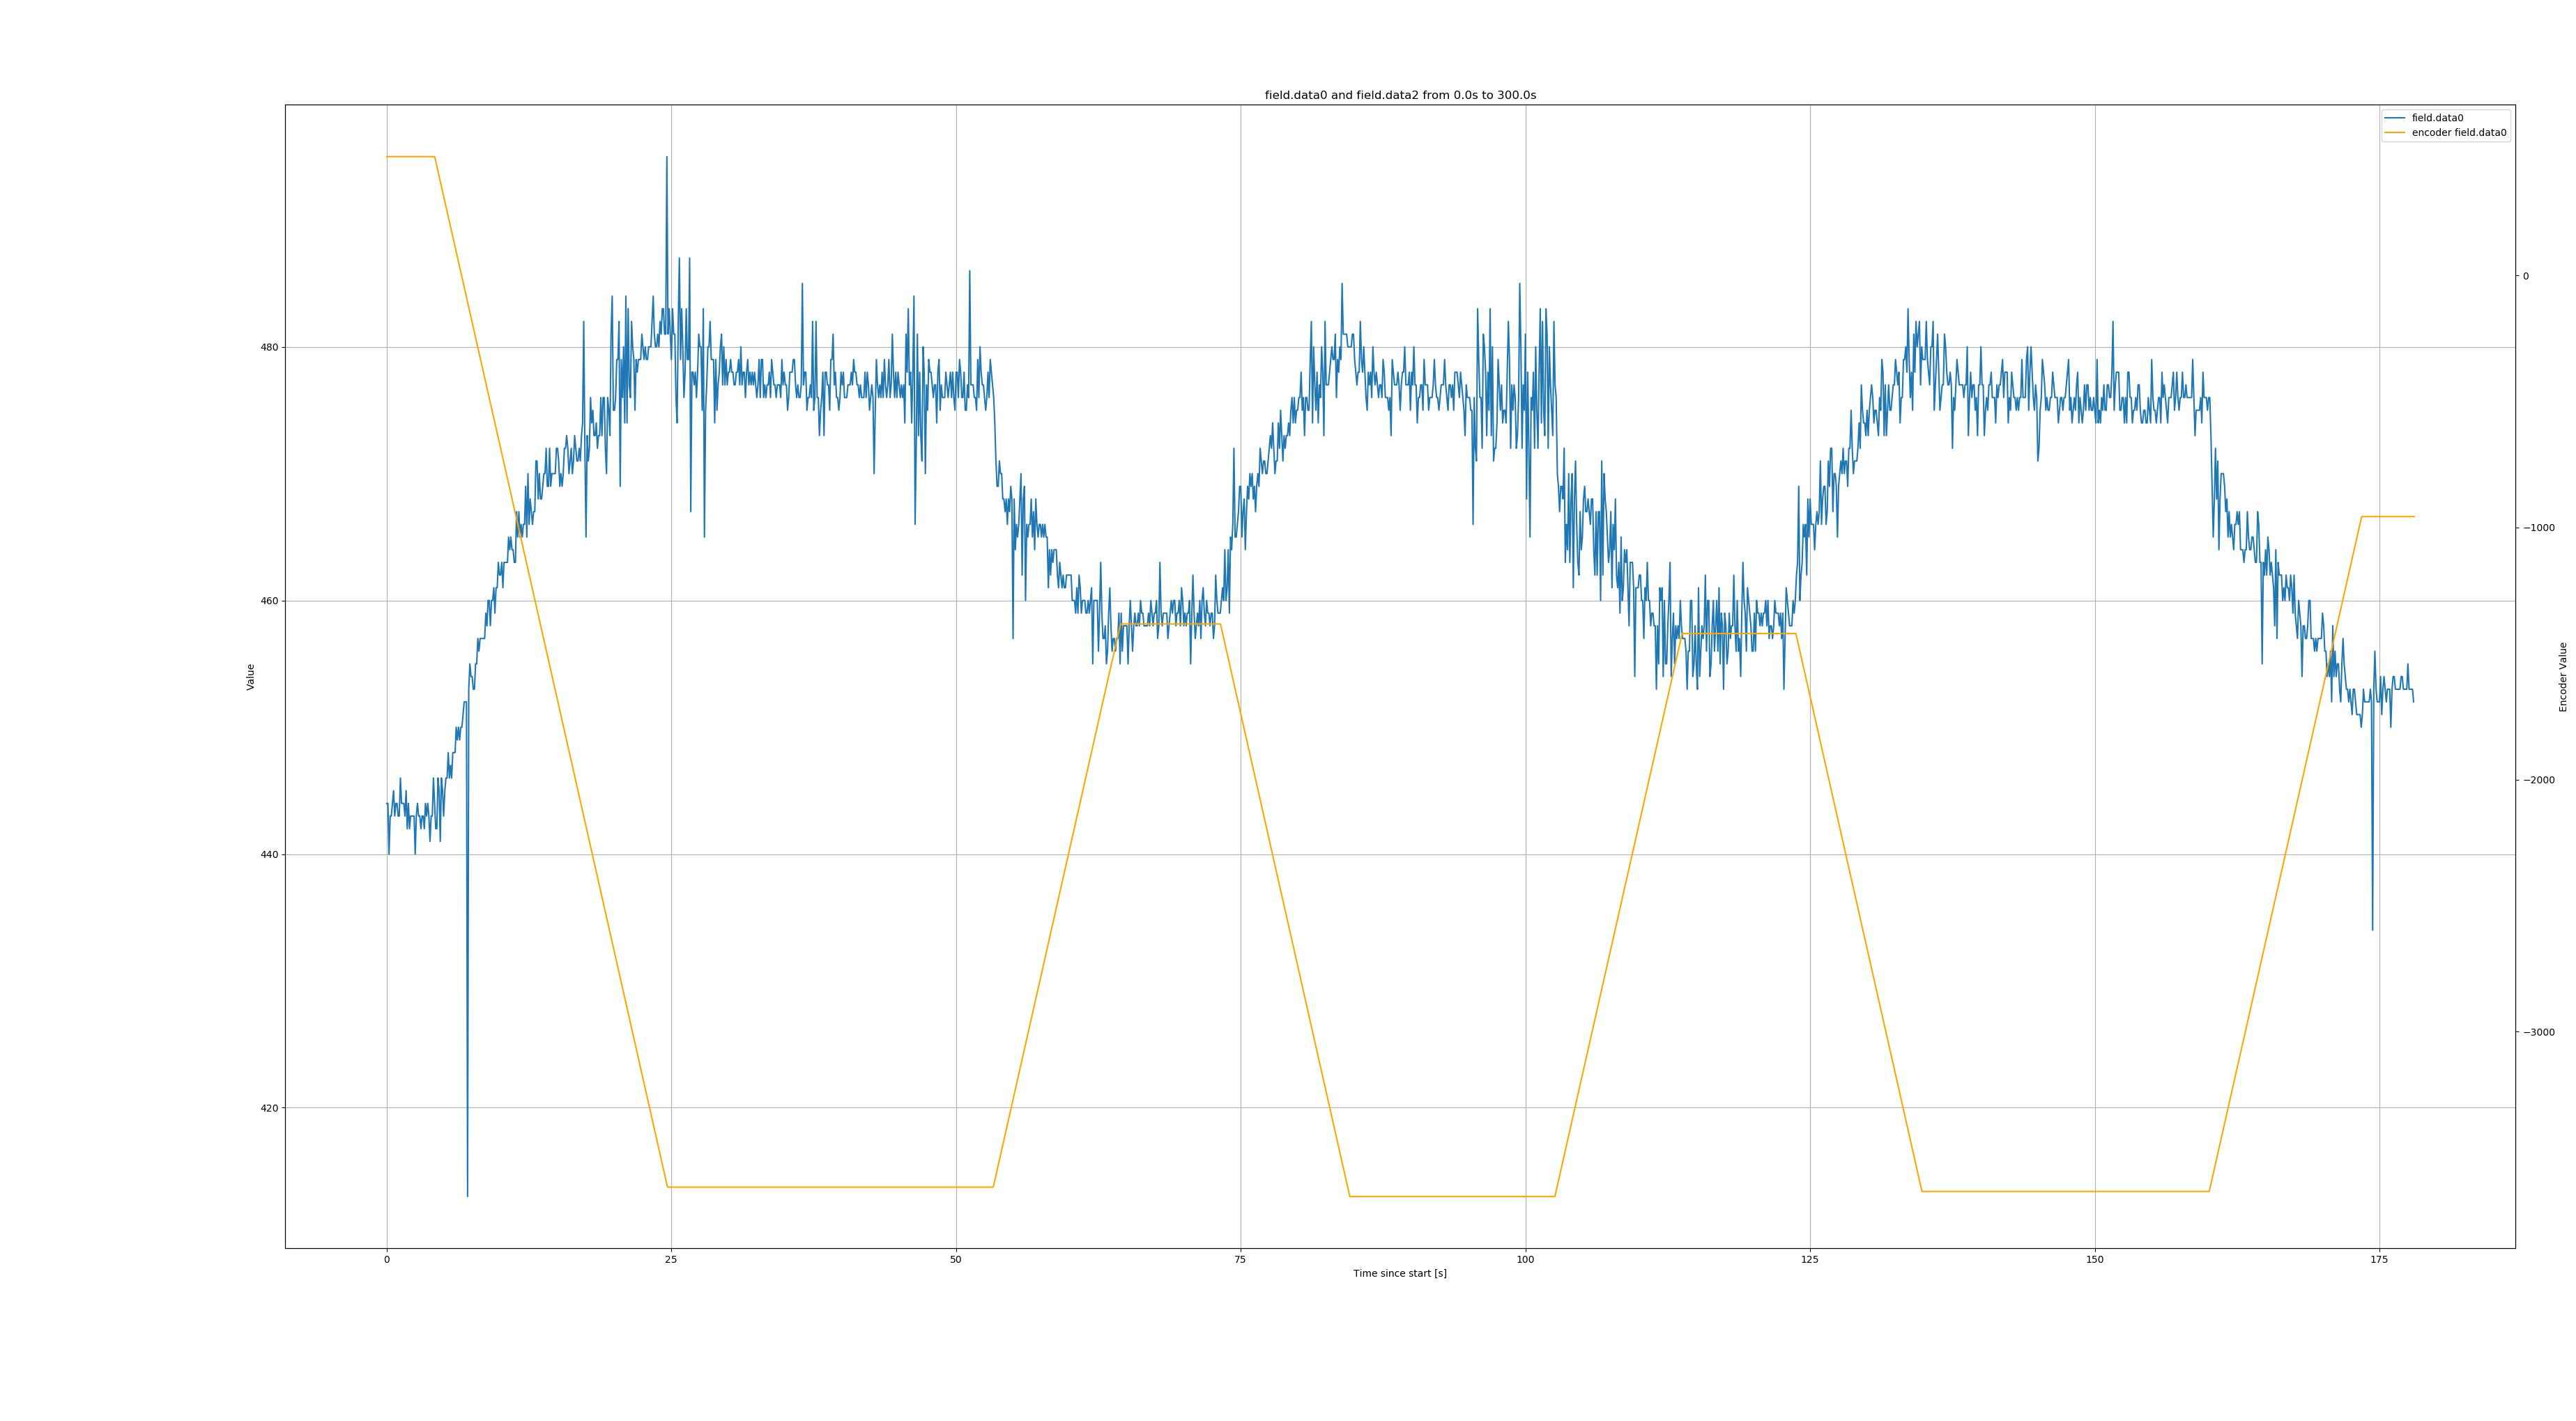 field.data0 and field.data2 from 0.0s to 300.0s
field.data0
encoder field.data0
480
460
440
420
Value
0
−1000
−2000
−3000
Encoder Value
0 25 50 75 100 125 150 175
Time since start [s]